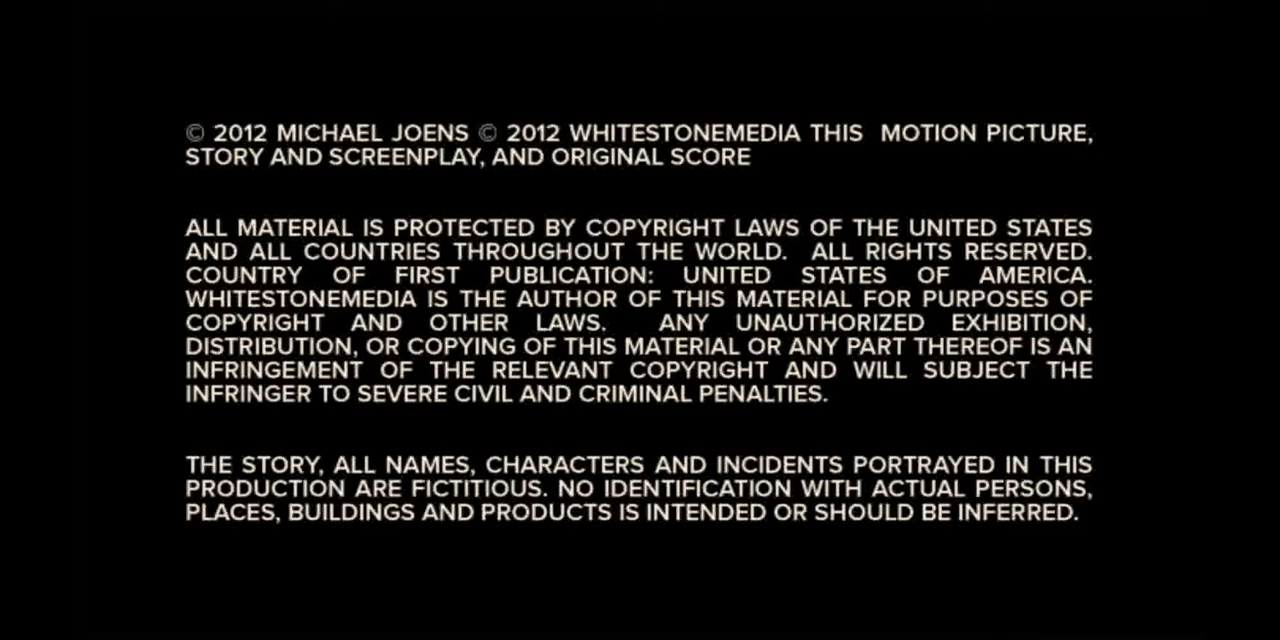 © 2012 MICHAEL JOENS © 2012 WHITESTONEMEDIA THIS MOTION PICTURE,
STORY AND SCREENPLAY, AND ORIGINAL SCORE
ALL MATERIAL IS PROTECTED BY COPYRIGHT LAWS OF THE UNITED STATES
AND ALL COUNTRIES THROUGHOUT THE WORLD. ALL RIGHTS RESERVED.
COUNTRY OF FIRST PUBLICATION: UNITED STATES OF AMERICA.
WHITESTONEMEDIA IS THE AUTHOR OF THIS MATERIAL FOR PURPOSES OF
COPYRIGHT AND OTHER LAWS. ANY UNAUTHORIZED EXHIBITION,
DISTRIBUTION, OR COPYING OF THIS MATERIAL OR ANY PART THEREOF IS AN
INFRINGEMENT OF THE RELEVANT COPYRIGHT AND WILL SUBJECT THE
INFRINGER TO SEVERE CIVIL AND CRIMINAL PENALTIES.
THE STORY, ALL NAMES, CHARACTERS AND INCIDENTS PORTRAYED IN THIS
PRODUCTION ARE FICTITIOUS. NO IDENTIFICATION WITH ACTUAL PERSONS,
PLACES, BUILDINGS AND PRODUCTS IS INTENDED OR SHOULD BE INFERRED.